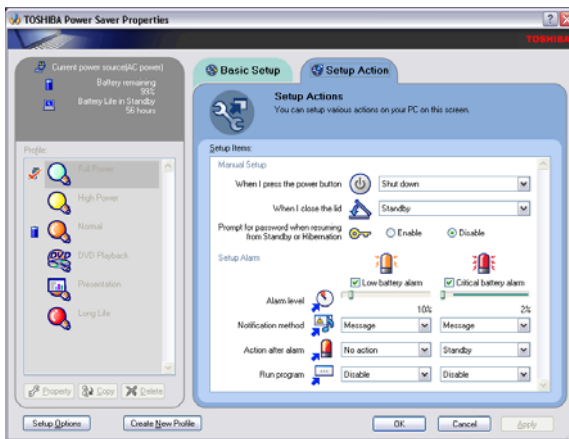 TOSHIBA Power Saver Properties
TOSHIBA
Current power source(AC power)
Battery remaining
99%
Battery Life in Standby
56 hours
Profile:
Full Power
High Power
Normal
DVD Playback
Presentation
Long Life
Property
Copy
Delete
Setup Options
Create New Profile
Basic Setup
Setup Action
Setup Actions
You can setup various actions on your PC on this screen.
Setup Items:
Manual Setup
When I press the power button
Shut down
When I close the lid
Standby
Prompt for password when resuming
from Standby or Hibernation
Enable
Disable
Setup Alarm
Low battery alarm
Critical battery alarm
Alarm level
10%
2%
Notification method
Message
Message
Action after alarm
No action
Standby
Run program
Disable
Disable
OK
Cancel
Apply